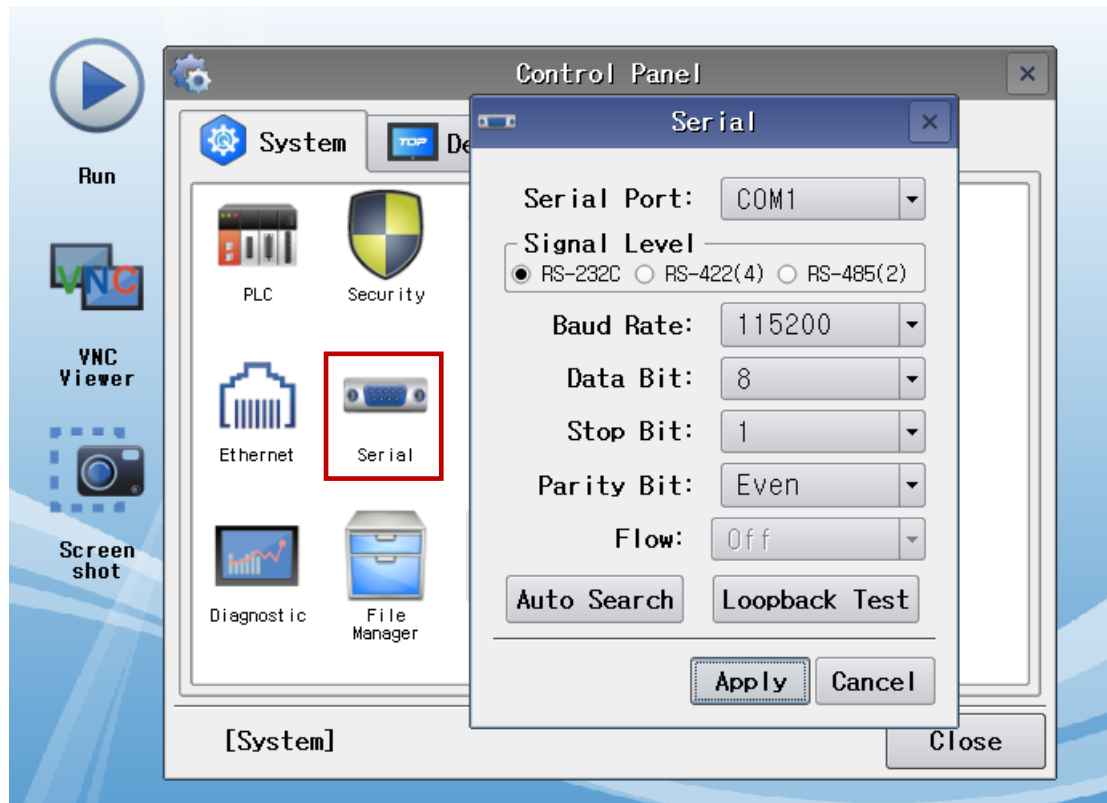 Control Panel
Serial
System
TOP
De
Run
VNC
VNC
Viewer
Screen
shot
PLC
Security
Ethernet
Serial
Diagnostic
File
Manager
Serial Port: COM1
Signal Level
RS-232C RS-422(4) RS-485(2)
Baud Rate: 115200
Data Bit: 8
Stop Bit: 1
Parity Bit: Even
Flow: Off
Auto Search Loopback Test
Apply Cancel
[System]
Close